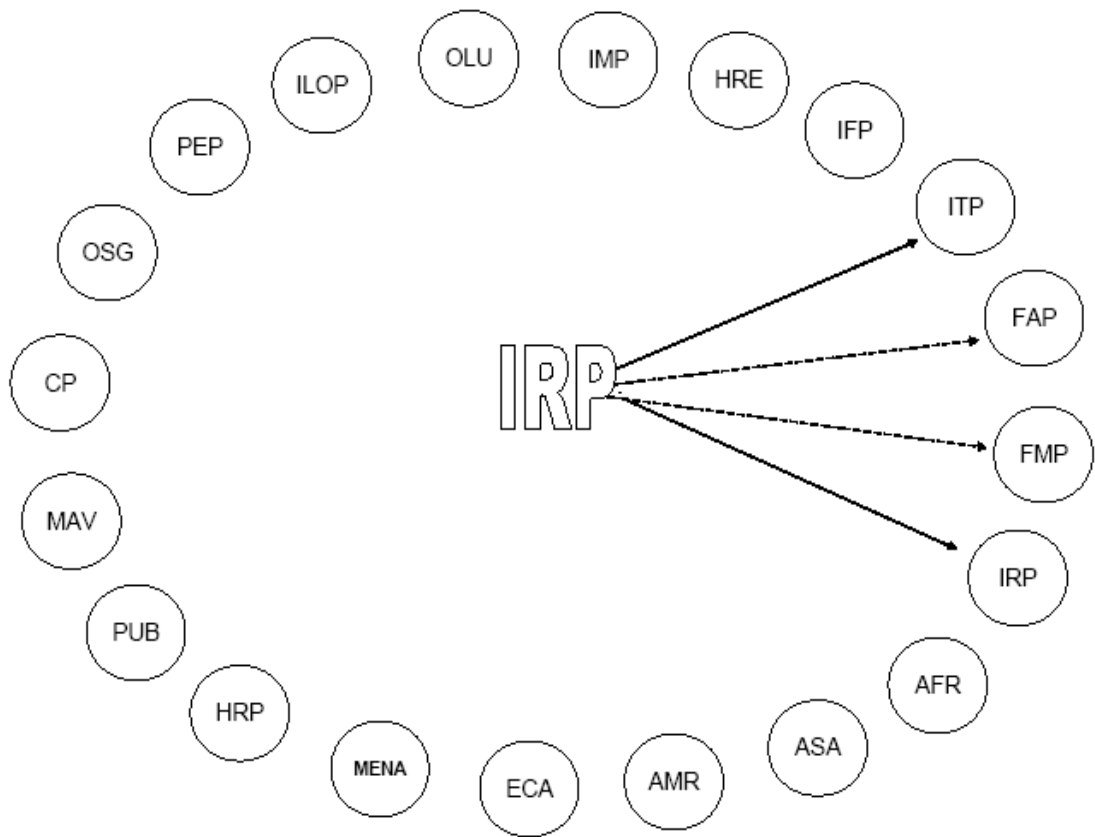 OLU
IMP
HRE
ILOP
IFP
PEP
ITP
OSG
FAP
CP
IRP
FMP
MAV
IRP
PUB
AFR
HRP
ASA
MENA
ECA
AMR